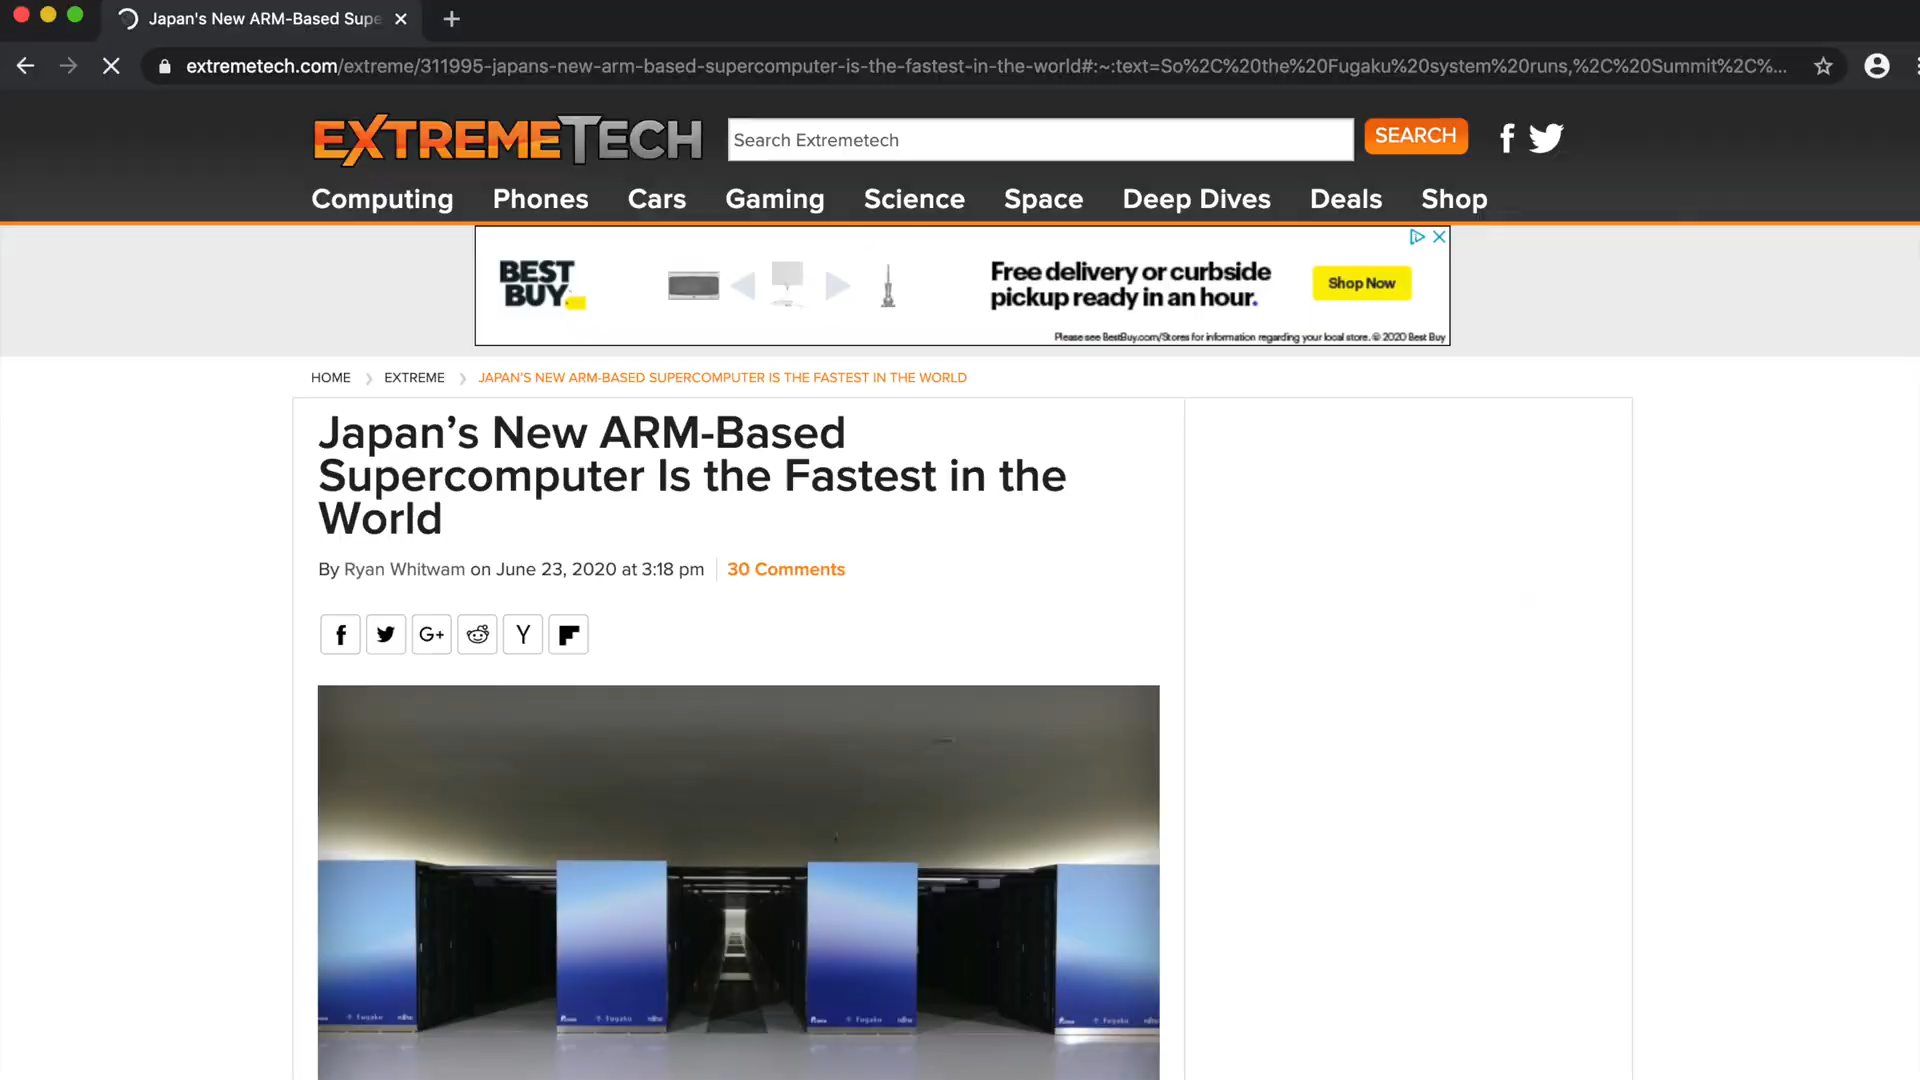 Japan's New ARM-Based Supe
extremetech.com/extreme/311995-japans-new-arm-based-supercomputer-is-the-fastest-in-the-world#:~:text=So%2C%20the%20Fugaku%20system%20runs,%2C%20Summit%2C%...
EXTREMETECH
Search Extremetech
SEARCH
Computing Phones Cars Gaming Science Space Deep Dives Deals Shop
BEST
BUY
Free delivery or curbside
pickup ready in an hour.
Shop Now
Please see BestBuy.com/Stores for information regarding your local store. © 2020 Best Buy
HOME EXTREME JAPAN'S NEW ARM-BASED SUPERCOMPUTER IS THE FASTEST IN THE WORLD
Japan’s New ARM-Based
Supercomputer Is the Fastest in the
World
By Ryan Whitwam on June 23, 2020 at 3:18 pm 30 Comments
G+ Y
Fugaku Fugaku Fugaku Fugaku